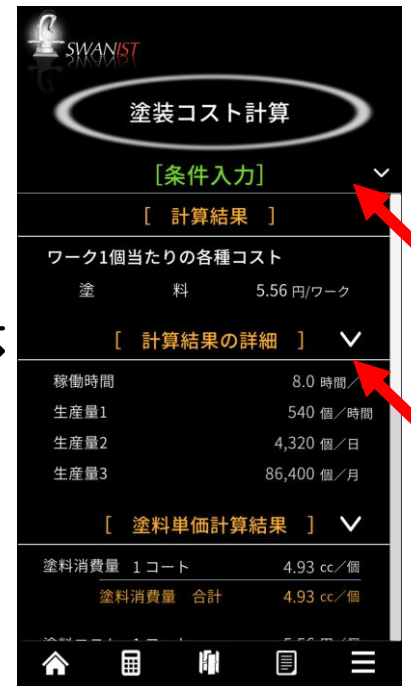 SWANIST
塗装コスト計算
[条件入力]
[ 計算結果 ]
ワーク1個当たりの各種コスト
塗 料 5.56 円/ワーク
[ 計算結果の詳細 ]
稼働時間 8.0 時間/
生産量1 540 個/時間
生産量2 4,320 個/日
生産量3 86,400 個/月
[ 塗料単価計算結果 ]
塗料消費量 1コート 4.93 cc/個
塗料消費量 合計 4.93 cc/個